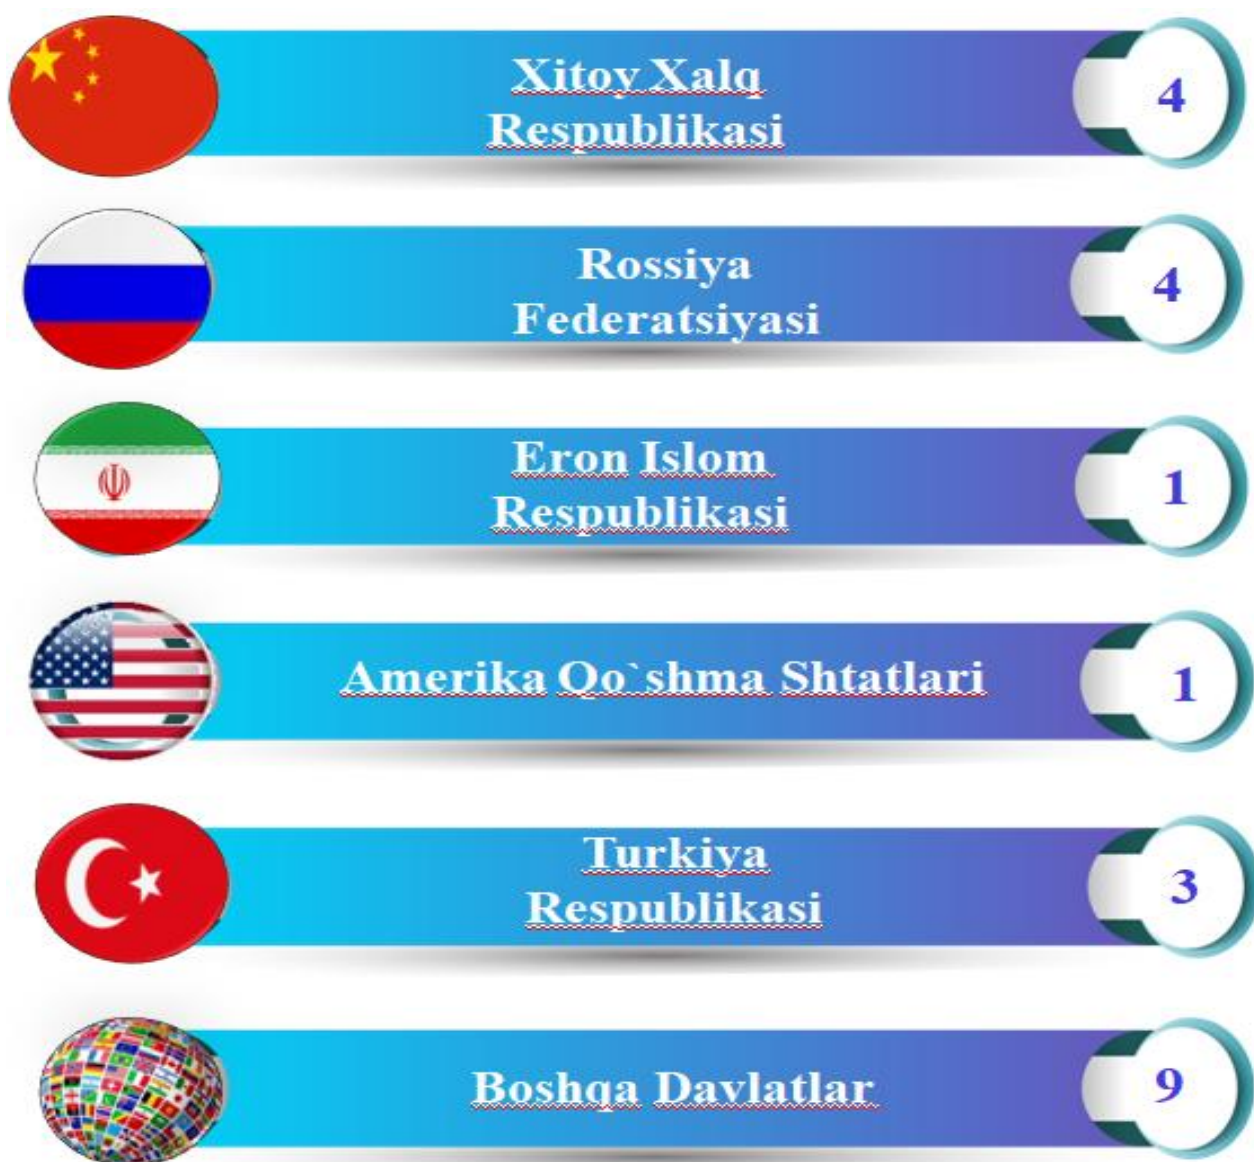 Xitoy Xalq
Respublikasi
4
Rossiya
Federatsiyasi
4
Eron Islom
Respublikasi
1
Amerika Qo`shma Shtatlari
1
Turkiya
Respublikasi
3
Boshqa Davlatlar
9